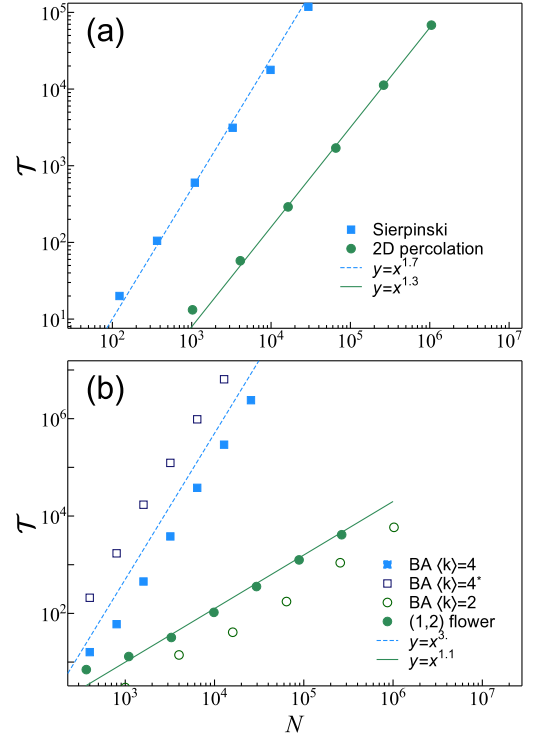 (a)
10^5
10^4
10^3
10^2
10^1
𝒯
Sierpinski
2D percolation
y=x^1.7
y=x^1.3
10^2 10^3 10^4 10^5 10^6 10^7
(b)
10^6
10^4
10^2
𝒯
BA ⟨k⟩=4
BA ⟨k⟩=4*
BA ⟨k⟩=2
(1,2) flower
y=x^3.
y=x^1.1
10^3 10^4 10^5 10^6 10^7
N